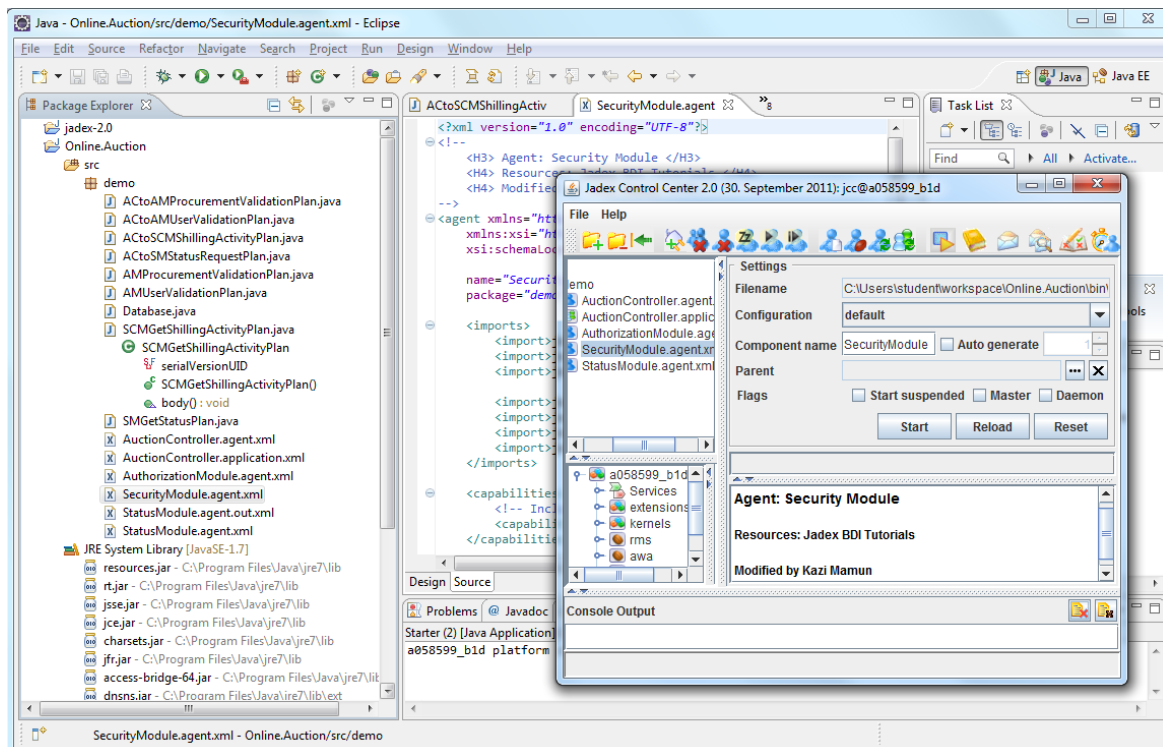 Java - Online.Auction/src/demo/SecurityModule.agent.xml - Eclipse
File Edit Source Refactor Navigate Search Project Run Design Window Help
Java Java EE
Package Explorer
jadex-2.0
Online.Auction
src
demo
ACtoAMProcurementValidationPlan.java
ACtoAMUserValidationPlan.java
ACtoSCMShillingActivityPlan.java
ACtoSMStatusRequestPlan.java
AMProcurementValidationPlan.java
AMUserValidationPlan.java
Database.java
SCMGetShillingActivityPlan.java
SCMGetShillingActivityPlan
serialVersionUID
SCMGetShillingActivityPlan()
body() : void
SMGetStatusPlan.java
AuctionController.agent.xml
AuctionController.application.xml
AuthorizationModule.agent.xml
SecurityModule.agent.xml
StatusModule.agent.out.xml
StatusModule.agent.xml
JRE System Library [JavaSE-1.7]
resources.jar - C:\Program Files\Java\jre7\lib
rt.jar - C:\Program Files\Java\jre7\lib
jsse.jar - C:\Program Files\Java\jre7\lib
jce.jar - C:\Program Files\Java\jre7\lib
charsets.jar - C:\Program Files\Java\jre7\lib
jfr.jar - C:\Program Files\Java\jre7\lib
access-bridge-64.jar - C:\Program Files\Java\jre7\lib
dnsns.jar - C:\Program Files\Java\jre7\lib\ext
ACtoSCMShillingActiv SecurityModule.agent »8
<?xml version="1.0" encoding="UTF-8"?>
<!--
<H3> Agent: Security Module </H3>
<H4> Resources: Jadex BDI Tutorials </H4>
<H4> Modified
-->
<agent xmlns="htt
xmlns:xsi="ht
xsi:schemaLoc
name="Securit
package="demo
<imports>
<import>
<import>
<import>
<import>
<import>
<import>
<import>
</imports>
<capabilities
<!-- Incl
<capabil
</capabilitie
Design Source
Problems @ Javadoc
Starter (2) [Java Application]
a058599_b1d platform
Task List
Find All Activate...
ols
Jadex Control Center 2.0 (30. September 2011): jcc@a058599_b1d
File Help
emo
AuctionController.agent.
AuctionController.applic
AuthorizationModule.age
SecurityModule.agent.xr
StatusModule.agent.xml
a058599_b1d
Services
extensions
kernels
rms
awa
Settings
Filename C:\Users\student\workspace\Online.Auction\bin\
Configuration default
Component name SecurityModule Auto generate 1
Parent ...
Flags Start suspended Master Daemon
Start Reload Reset
Agent: Security Module
Resources: Jadex BDI Tutorials
Modified by Kazi Mamun
Console Output
SecurityModule.agent.xml - Online.Auction/src/demo